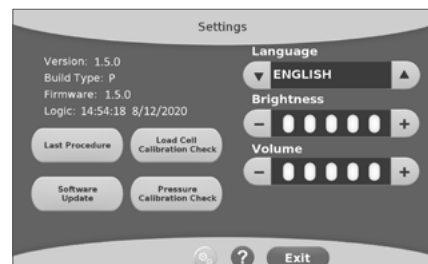 Settings
Version: 1.5.0
Build Type: P
Firmware: 1.5.0
Logic: 14:54:18 8/12/2020
Last Procedure
Load Cell
Calibration Check
Software
Update
Pressure
Calibration Check
Language
ENGLISH
Brightness
Volume
? Exit